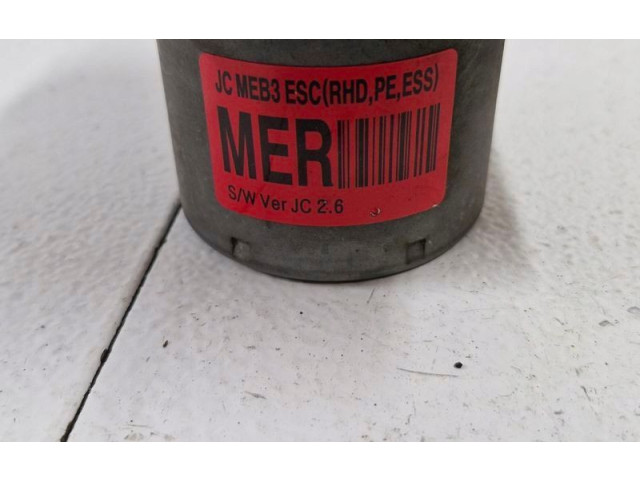 JC MEB3 ESC(RHD,PE,ESS)
MER
S/W Ver JC 2.6